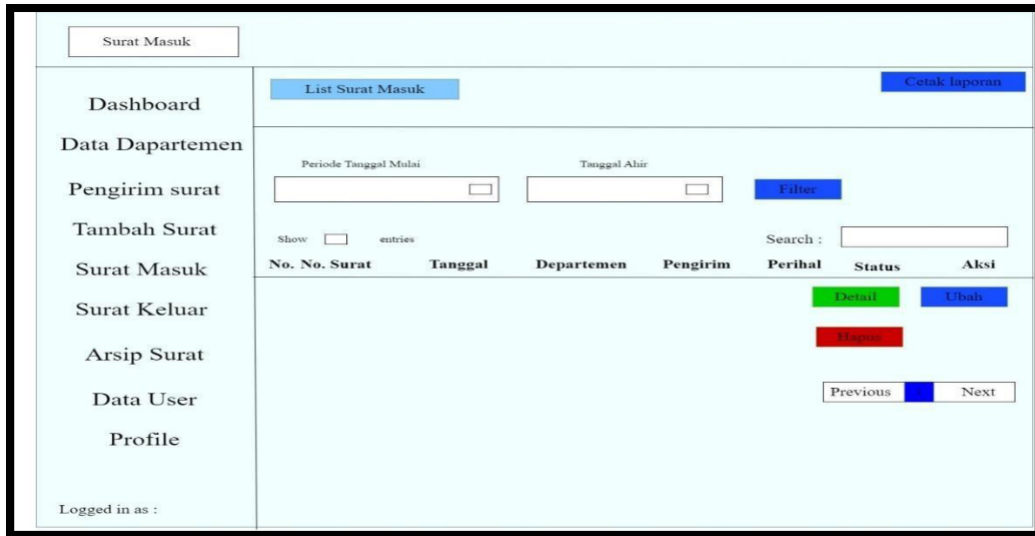 Surat Masuk
Dashboard
Data Dapartemen
Pengirim surat
Tambah Surat
Surat Masuk
Surat Keluar
Arsip Surat
Data User
Profile
Logged in as :
List Surat Masuk
Cetak laporan
Periode Tanggal Mulai
Tanggal Ahir
Filter
Show entries
Search :
No. No. Surat Tanggal Departemen Pengirim Perihal Status Aksi
Detail Ubah
Hapus
Previous Next